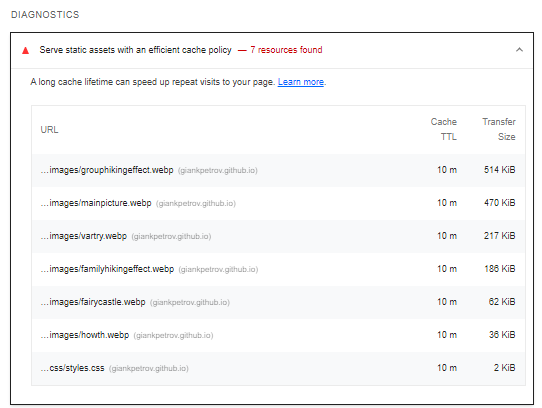 DIAGNOSTICS
Serve static assets with an efficient cache policy — 7 resources found
A long cache lifetime can speed up repeat visits to your page. Learn more.
URL Cache TTL Transfer Size
…images/grouphikingeffect.webp (giankpetrov.github.io) 10 m 514 KiB
…images/mainpicture.webp (giankpetrov.github.io) 10 m 470 KiB
…images/vartry.webp (giankpetrov.github.io) 10 m 217 KiB
…images/familyhikingeffect.webp (giankpetrov.github.io) 10 m 186 KiB
…images/fairycastle.webp (giankpetrov.github.io) 10 m 62 KiB
…images/howth.webp (giankpetrov.github.io) 10 m 36 KiB
…css/styles.css (giankpetrov.github.io) 10 m 2 KiB